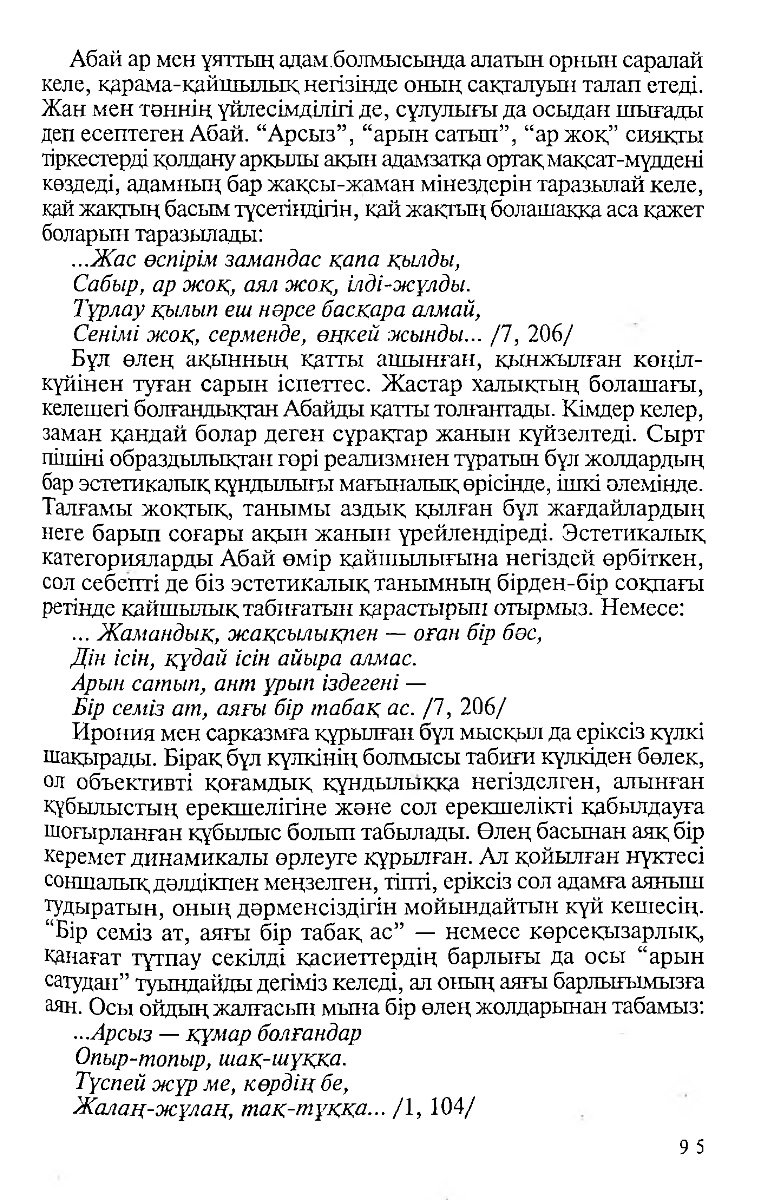 Абай ар мен ұяттың адам болмысында алатын орнын саралай
келе, қарама-қайшылық негізінде оның сақталуын талап етеді.
Жан мен тәннің үйлесімділігі де, сұлулығы да осыдан шығады
деп есептеген Абай. “Арсыз”, “арын сатып”, “ар жоқ” сияқты
тіркестерді қолдану арқылы ақын адамзатқа ортақ мақсат-мүддені
көздеді, адамның бар жақсы-жаман мінездерін таразылай келе,
қай жақтың басым түсетіндігін, қай жақтың болашаққа аса қажет
боларын таразылады:
...Жас өспірім замандас қапа қылды,
Сабыр, ар жоқ, аял жоқ, ілді-жұлды.
Тұрлау қылып еш нәрсе басқара алмай,
Сенімі жоқ, серменде, өңкей жынды... /7, 206/
Бұл өлең ақынның қатты ашынған, қынжылған көңіл-
күйінен туған сарын іспеттес. Жастар халықтың болашағы,
келешегі болғандықтан Абайды қатты толғантады. Кімдер келер,
заман қандай болар деген сұрақтар жанын күйзелтеді. Сырт
пішіні образдылықтан гөрі реализмнен тұратын бұл жолдардың
бар эстетикалық құндылығы мағыналық өрісінде, ішкі әлемінде.
Талғамы жоқтық, танымы аздық қылған бұл жағдайлардың
неге барып соғары ақын жанын үрейлендіреді. Эстетикалық
категорияларды Абай өмір қайшылығына негіздей өрбіткен,
сол себепті де біз эстетикалық танымның бірден-бір соқпағы
ретінде қайшылық табиғатын қарастырып отырмыз. Немесе:
... Жамандық, жақсылықпен — оған бір бәс,
Дін ісін, құдай ісін айыра алмас.
Арын сатып, ант ұрып іздегені —
Бір семіз ат, аяғы бір табақ ас. /7, 206/
Ирония мен сарказмға құрылған бұл мысқыл да еріксіз күлкі
шақырады. Бірақ бұл күлкінің болмысы табиғи күлкіден бөлек,
ол объективті қоғамдық құндылыққа негізделген, алынған
құбылыстың ерекшелігіне және сол ерекшелікті қабылдауға
шоғырланған құбылыс болып табылады. Өлең басынан аяқ бір
керемет динамикалы өрлеуге құрылған. Ал қойылған нүктесі
соншалық дәлдікпен меңзелген, тіпті, еріксіз сол адамға аяныш
тудыратын, оның дәрменсіздігін мойындайтын күй кешесің.
“Бір семіз ат, аяғы бір табақ ас” — немесе көрсеқызарлық,
қанағат тұтпау секілді қасиеттердің барлығы да осы “арын
сатудан” туындайды дегіміз келеді, ал оның аяғы барлығымызға
аян. Осы ойдың жалғасын мына бір өлең жолдарынан табамыз:
...Арсыз — құмар болғандар
Опыр-топыр, шақ-шұққа.
Түспей жүр ме, көрдің бе,
Жалаң-жұлаң, тақ-тұққа... /1, 104/
95